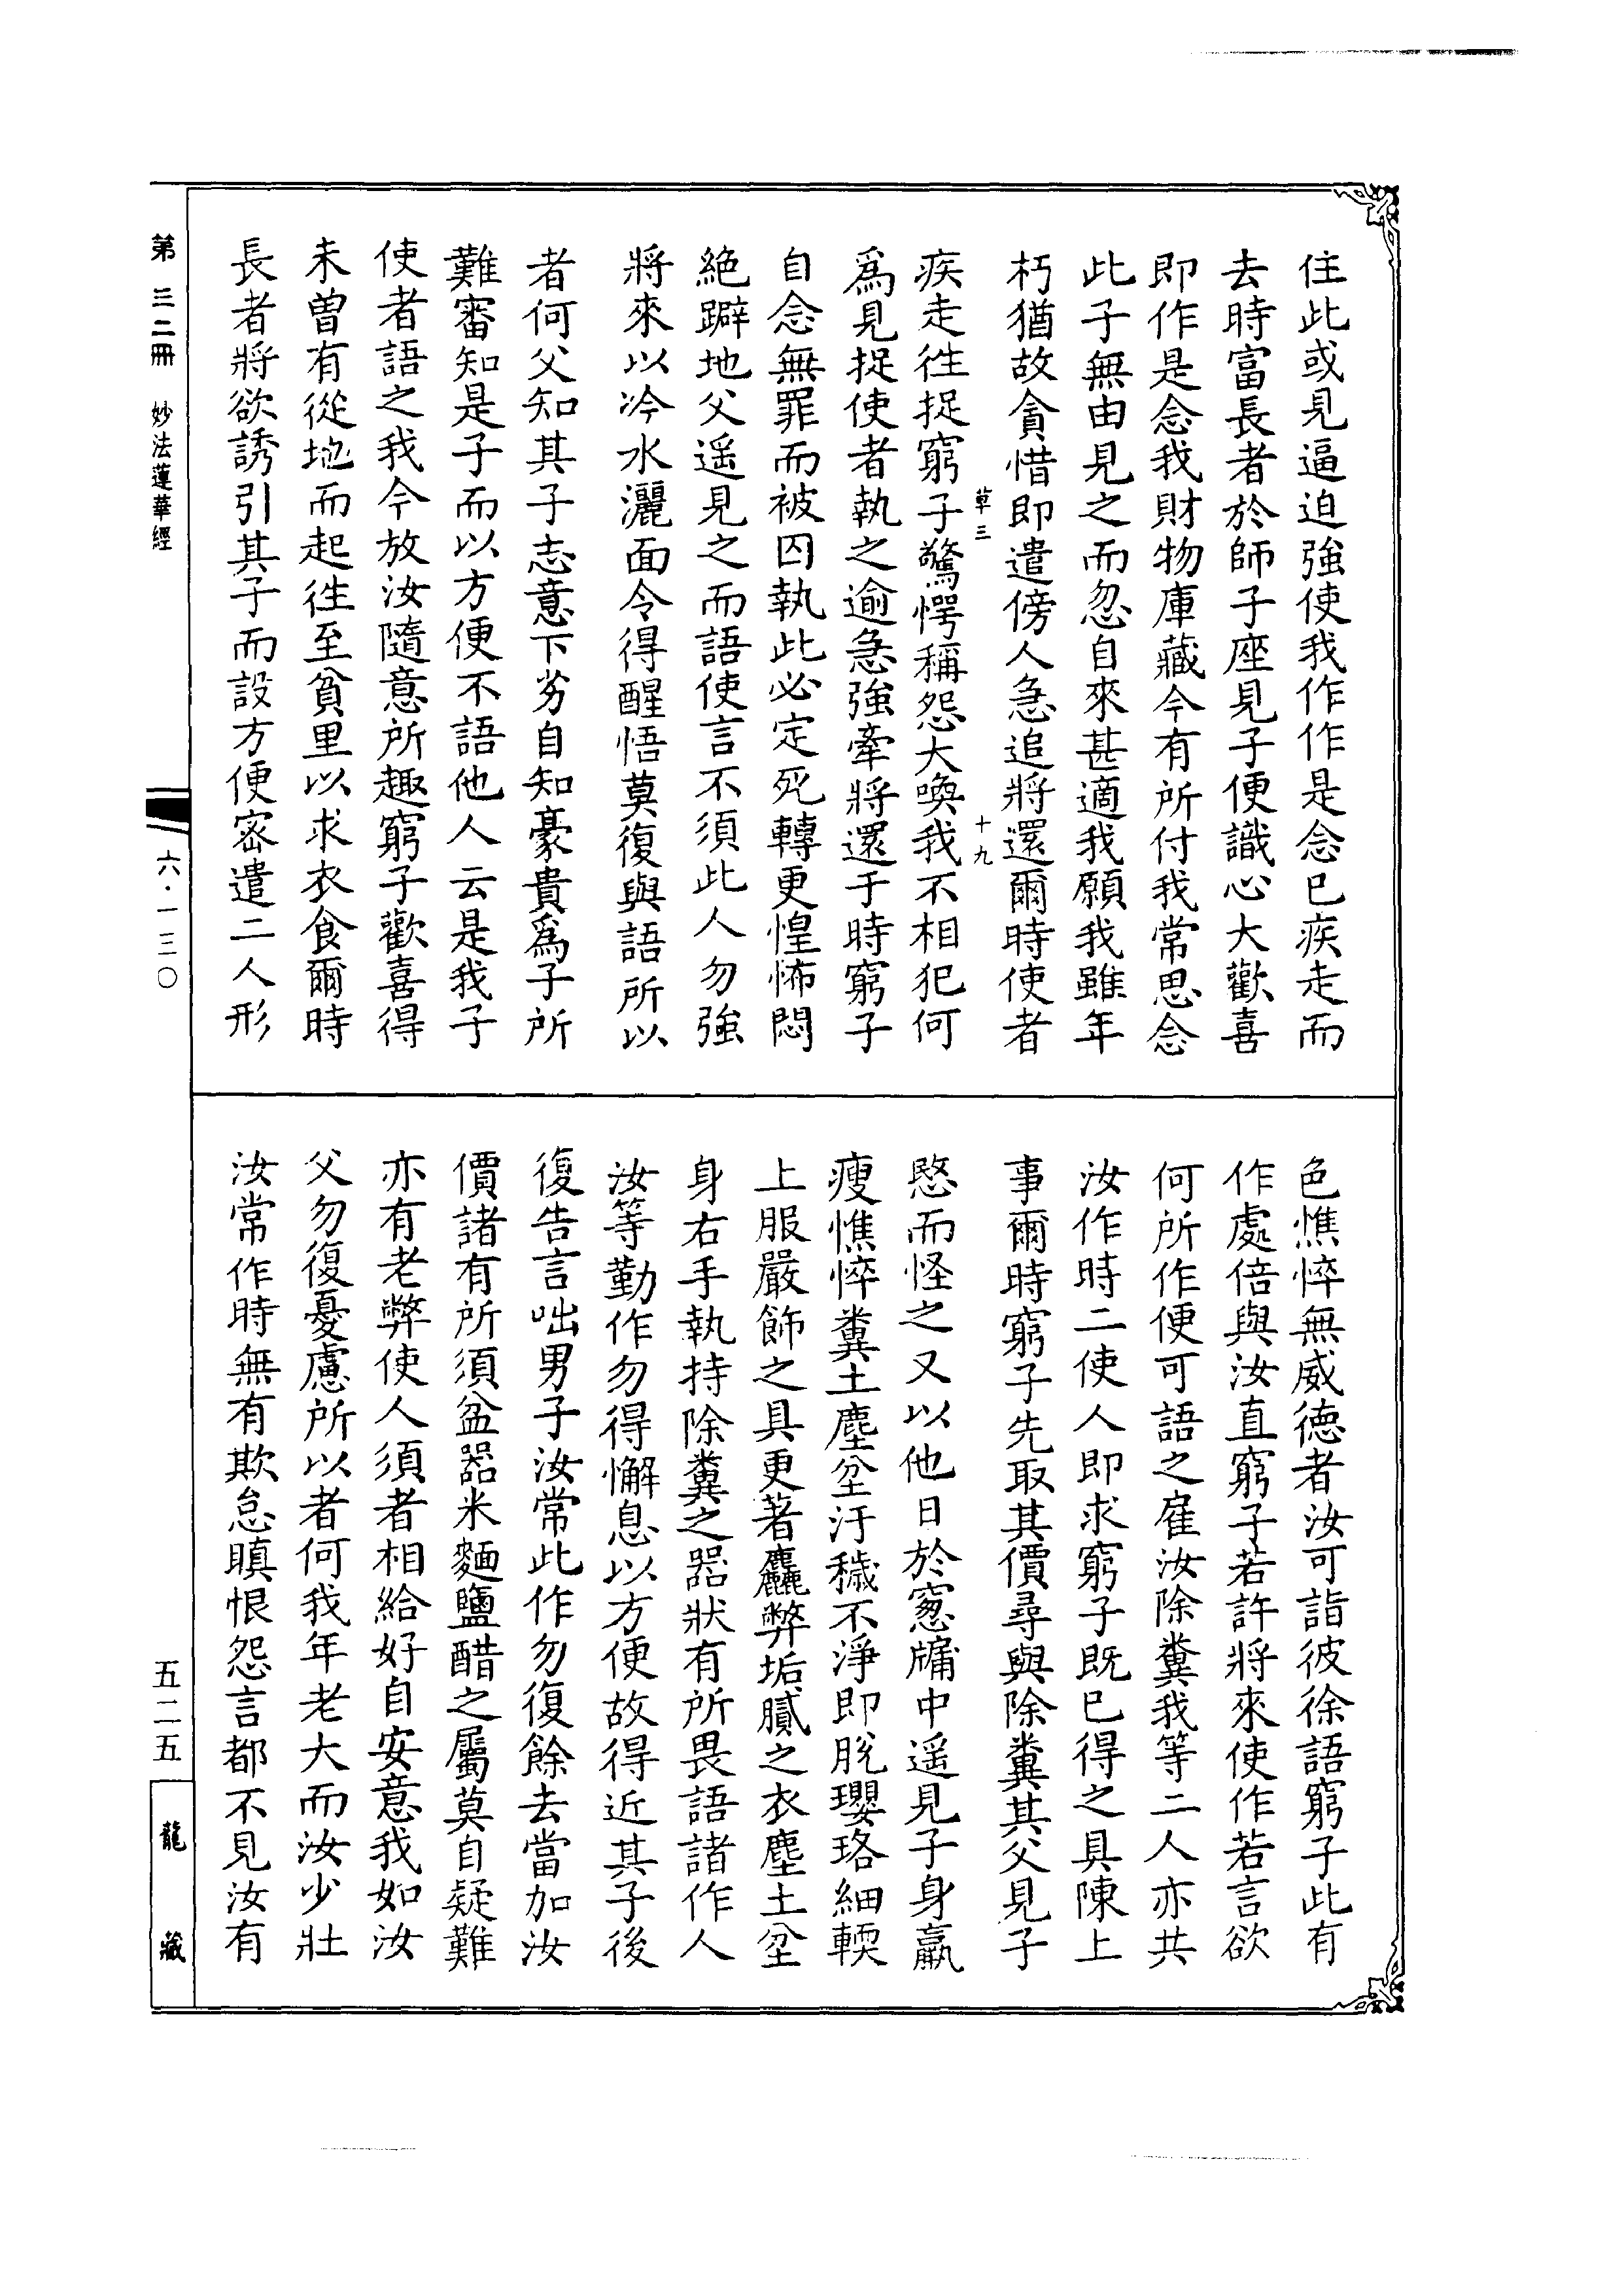 住此或見逼迫強使我作作是念已疾走而
去時富長者於師子座見子便識心大歡喜
即作是念我財物庫藏今有所付我常思念
此子無由見之而忽自來甚適我願我雖年
朽猶故貪惜即遣傍人急追將還爾時使者
草三 十九
疾走往捉窮子驚愕稱怨大喚我不相犯何
為見捉使者執之逾急強牽將還于時窮子
自念無罪而被囚執此必定死轉更惶怖悶
絕躃地父遥見之而語使言不須此人勿強
將來以冷水灑面令得醒悟莫復與語所以
者何父知其子志意下劣自知豪貴為子所
難審知是子而以方便不語他人云是我子
使者語之我今放汝隨意所趣窮子歡喜得
未曾有從地而起往至貧里以求衣食爾時
長者將欲誘引其子而設方便密遣二人形
色憔悴無威德者汝可詣彼徐語窮子此有
作處倍與汝直窮子若許將來使作若言欲
何所作便可語之雇汝除糞我等二人亦共
汝作時二使人即求窮子既已得之具陳上
事爾時窮子先取其價尋與除糞其父見子
愍而怪之又以他日於窻牖中遥見子身羸
瘦憔悴糞土塵坌汙穢不淨即脫瓔珞細輭
上服嚴飾之具更著麤弊垢膩之衣塵土坌
身右手執持除糞之器狀有所畏語諸作人
汝等勤作勿得懈息以方便故得近其子後
復告言咄男子汝常此作勿復餘去當加汝
價諸有所須盆器米麵鹽醋之屬莫自疑難
亦有老弊使人須者相給好自安意我如汝
父勿復憂慮所以者何我年老大而汝少壯
汝常作時無有欺怠瞋恨怨言都不見汝有
第三二冊 妙法蓮華經
六·一三〇
五二五
龍藏